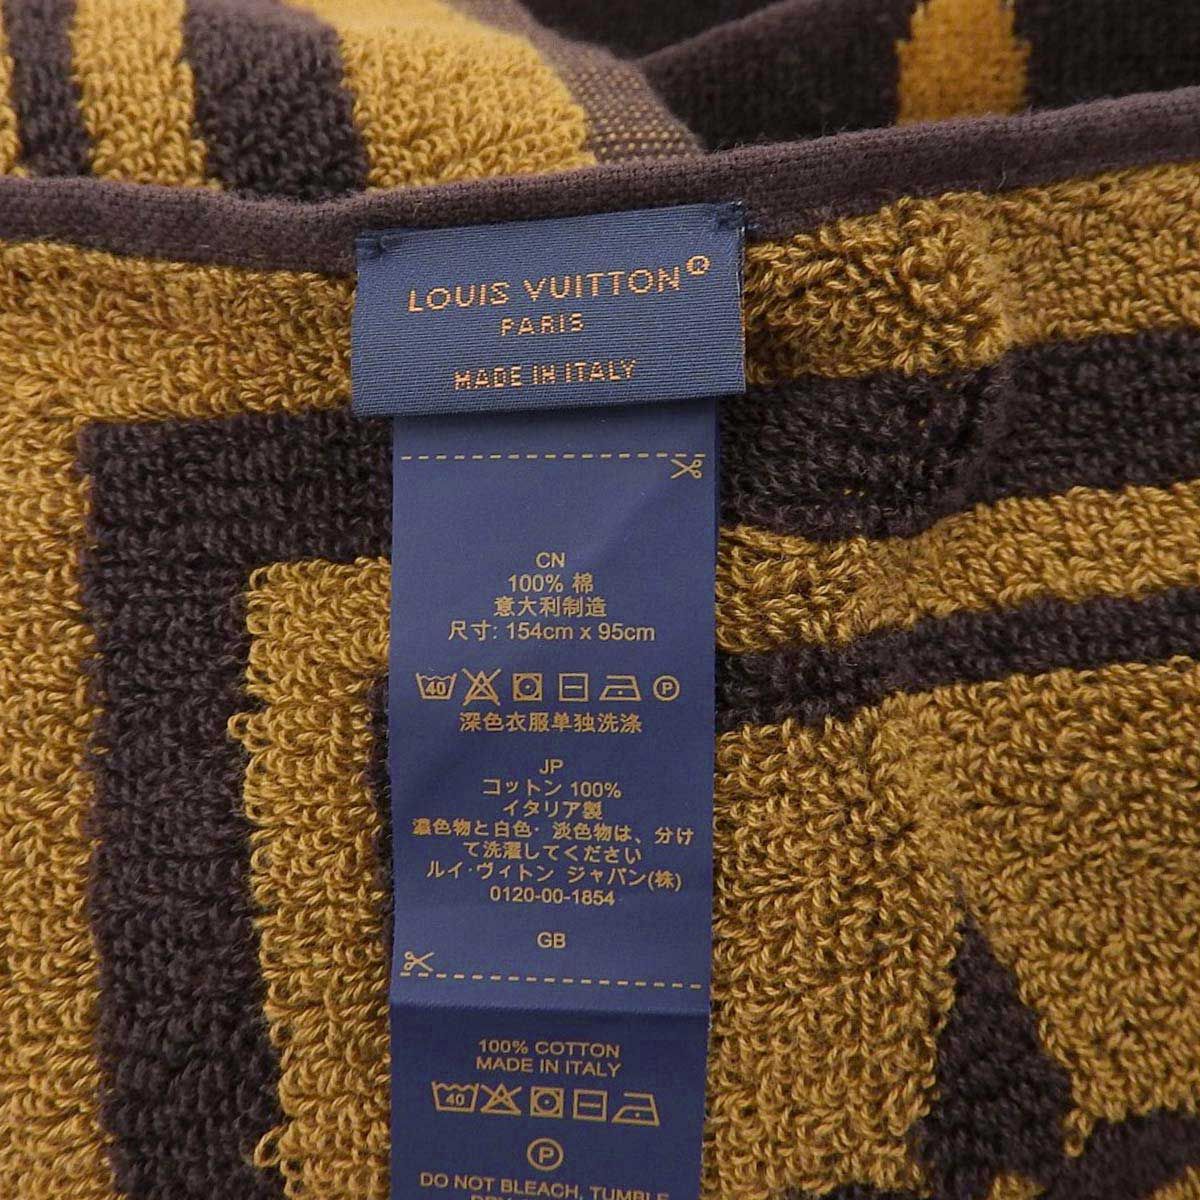 LOUIS VUITTON®
PARIS
MADE IN ITALY
CN
100% 棉
意大利制造
尺寸: 154cm x 95cm
40 P
深色衣服单独洗涤
JP
コットン 100%
イタリア製
濃色物と白色・淡色物は、分け
て洗濯してください
ルイ・ヴィトン ジャパン(株)
0120-00-1854
GB
100% COTTON
MADE IN ITALY
40
P
DO NOT BLEACH, TUMBLE